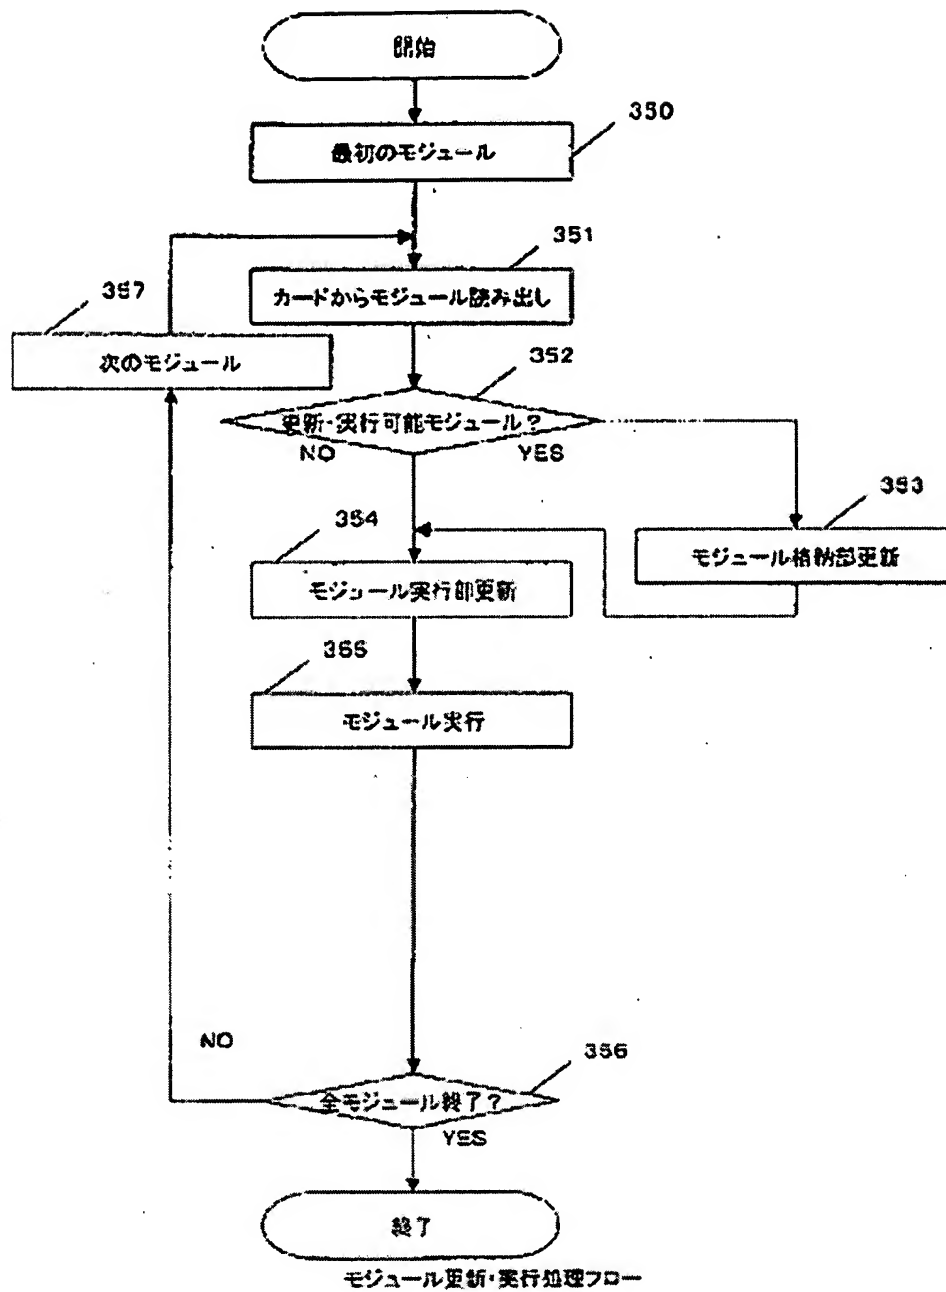 開始
350
最初のモジュール
351
カードからモジュール読み出し
357
次のモジュール
352
更新・実行可能モジュール？
NO
YES
353
モジュール格納部更新
354
モジュール実行部更新
355
モジュール実行
NO
356
全モジュール終了？
YES
終了
モジュール更新・実行処理フロー